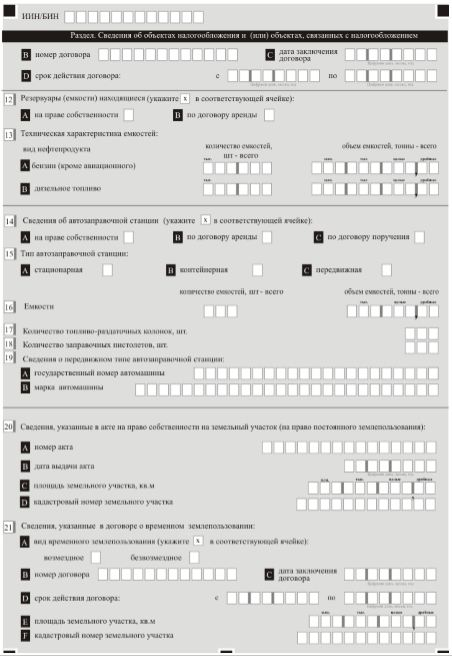 ИИН/БИН
Раздел. Сведения об объектах налогообложения и (или) объектах, связанных с налогообложением
B номер договора C дата заключения договора
D срок действия договора: с по
12 Резервуары (емкости) находящиеся (укажите x в соответствующей ячейке):
A на праве собственности B по договору аренды
13 Техническая характеристика емкостей:
вид нефтепродукта количество емкостей, шт - всего объем емкостей, тонны - всего
A бензин (кроме авиационного)
B дизельное топливо
14 Сведения об автозаправочной станции (укажите x в соответствующей ячейке):
A на праве собственности B по договору аренды C по договору поручения
15 Тип автозаправочной станции:
A стационарная B контейнерная C передвижная
количество емкостей, шт - всего объем емкостей, тонны - всего
16 Емкости
17 Количество топливо-раздаточных колонок, шт.
18 Количество заправочных пистолетов, шт.
19 Сведения о передвижном типе автозаправочной станции:
A государственный номер автомашины
B марка автомашины
20 Сведения, указанные в акте на право собственности на земельный участок (на право постоянного землепользования):
A номер акта
B дата выдачи акта
C площадь земельного участка, кв.м
D кадастровый номер земельного участка
21 Сведения, указанные в договоре о временном землепользовании:
A вид временного землепользования (укажите x в соответствующей ячейке):
возмездное безвозмездное
B номер договора C дата заключения договора
D срок действия договора: с по
E площадь земельного участка, кв.м
F кадастровый номер земельного участка